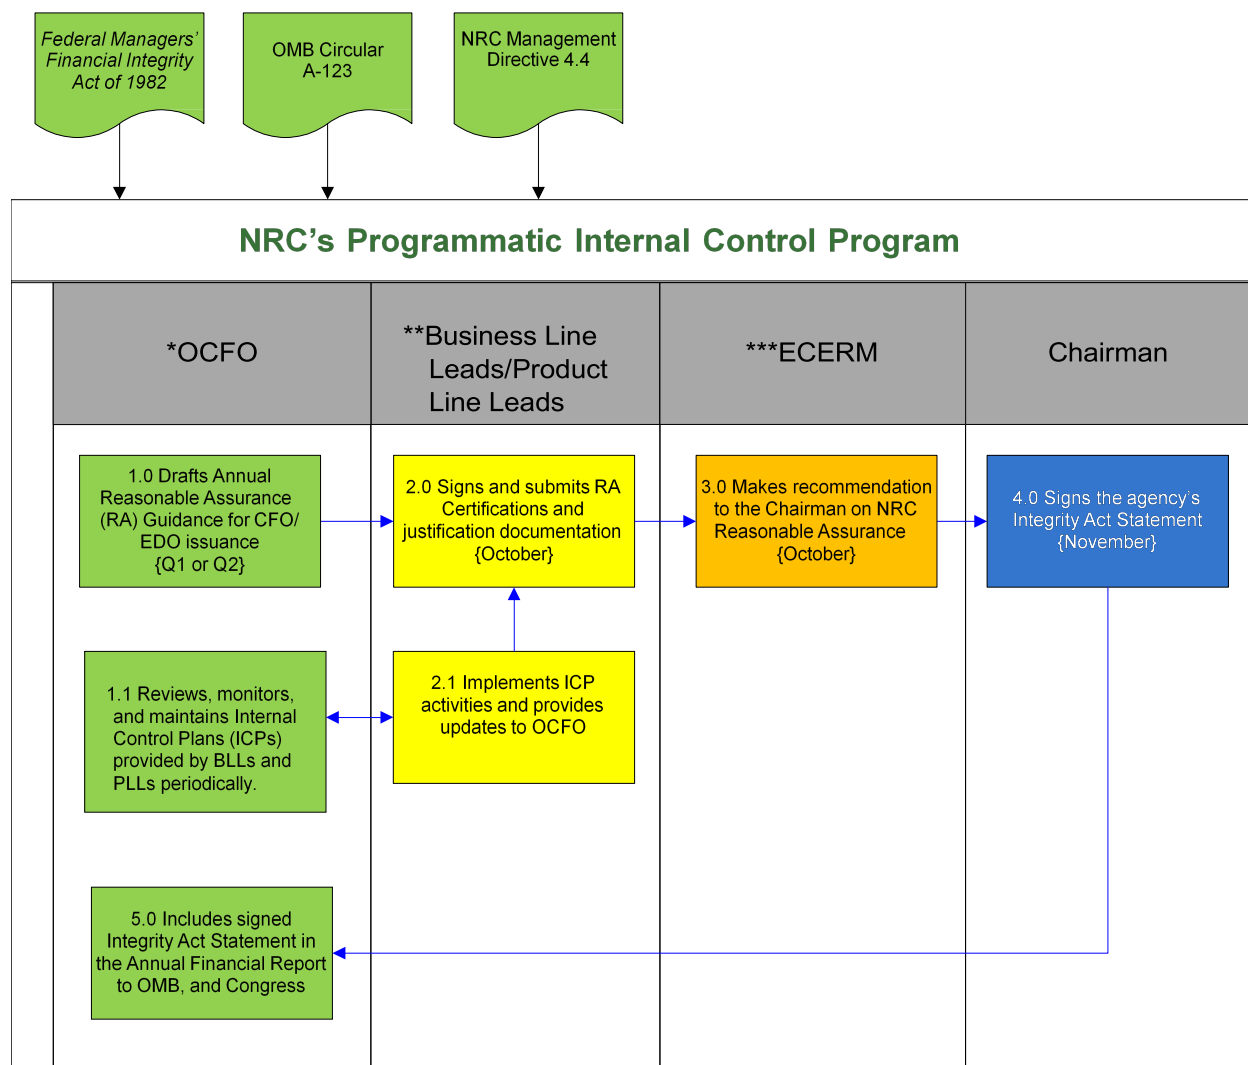 Federal Managers’
Financial Integrity
Act of 1982
OMB Circular
A-123
NRC Management
Directive 4.4
NRC’s Programmatic Internal Control Program
*OCFO
**Business Line
Leads/Product
Line Leads
***ECERM
Chairman
1.0 Drafts Annual
Reasonable Assurance
(RA) Guidance for CFO/
EDO issuance
{Q1 or Q2}
2.0 Signs and submits RA
Certifications and
justification documentation
{October}
3.0 Makes recommendation
to the Chairman on NRC
Reasonable Assurance
{October}
4.0 Signs the agency’s
Integrity Act Statement
{November}
1.1 Reviews, monitors,
and maintains Internal
Control Plans (ICPs)
provided by BLLs and
PLLs periodically.
2.1 Implements ICP
activities and provides
updates to OCFO
5.0 Includes signed
Integrity Act Statement in
the Annual Financial Report
to OMB, and Congress